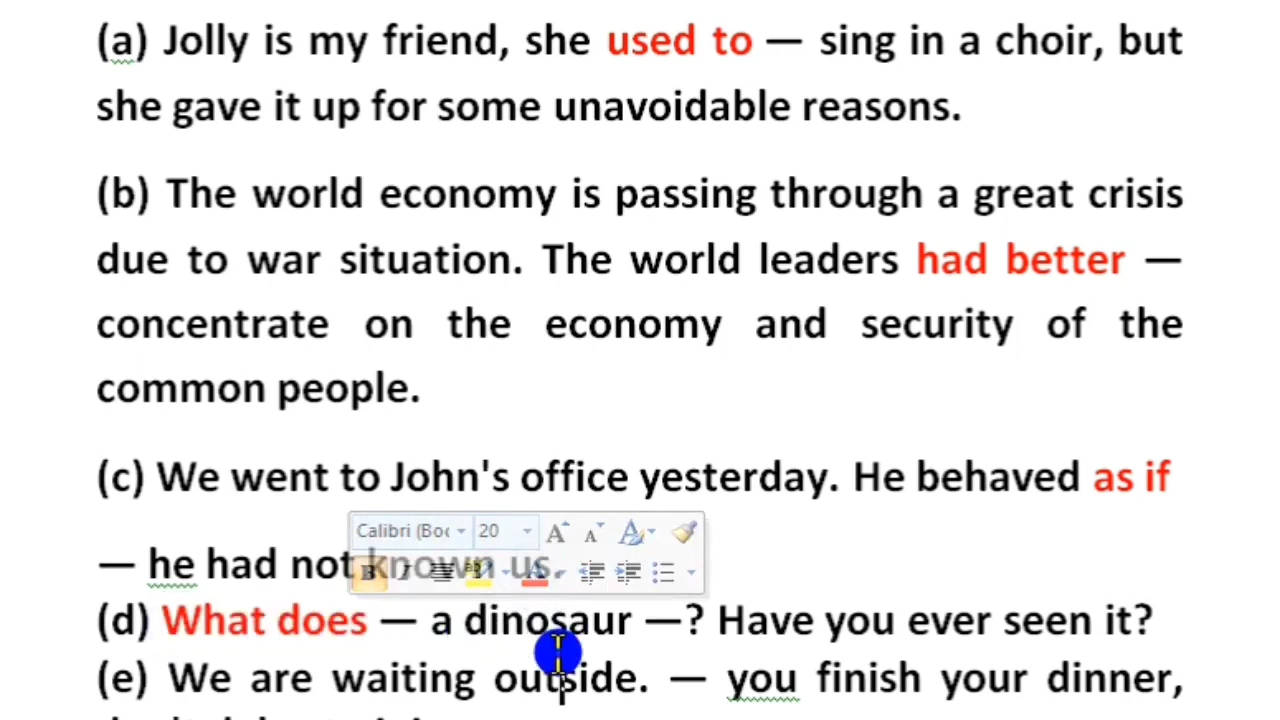 (a) Jolly is my friend, she used to — sing in a choir, but
she gave it up for some unavoidable reasons.
(b) The world economy is passing through a great crisis
due to war situation. The world leaders had better —
concentrate on the economy and security of the
common people.
(c) We went to John's office yesterday. He behaved as if
Calibri (Boc 20
— he had not known us.
(d) What does — a dinosaur —? Have you ever seen it?
(e) We are waiting outside. — you finish your dinner,